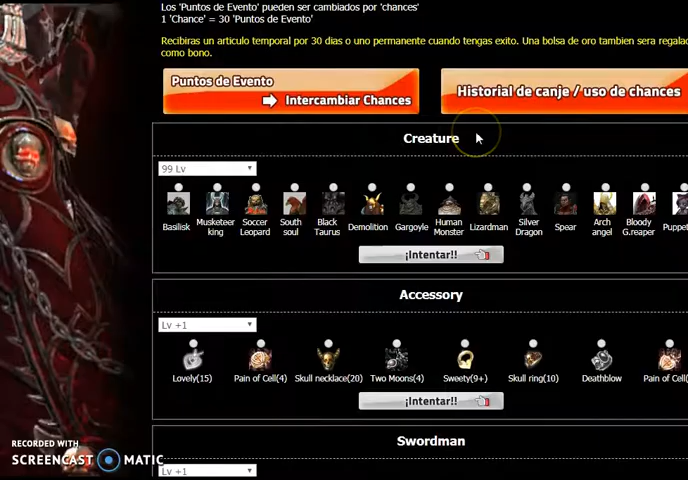 Los 'Puntos de Evento' pueden ser cambiados por 'chances'
1 'Chance' = 30 'Puntos de Evento'
Recibiras un articulo temporal por 30 dias o uno permanente cuando tengas exito. Una bolsa de oro tambien sera regalada
como bono.
Puntos de Evento
Intercambiar Chances
Historial de canje / uso de chances
Creature
99 Lv
Basilisk
Musketeer king
Soccer Leopard
South soul
Black Taurus
Demolition
Gargoyle
Human Monster
Lizardman
Silver Dragon
Spear
Arch angel
Bloody G.reaper
Puppet
¡Intentar!!
Accessory
Lv +1
Lovely(15)
Pain of Cell(4)
Skull necklace(20)
Two Moons(4)
Sweety(9+)
Skull ring(10)
Deathblow
Pain of Cell(
¡Intentar!!
Swordman
Lv +1
RECORDED WITH
SCREENCAST MATIC